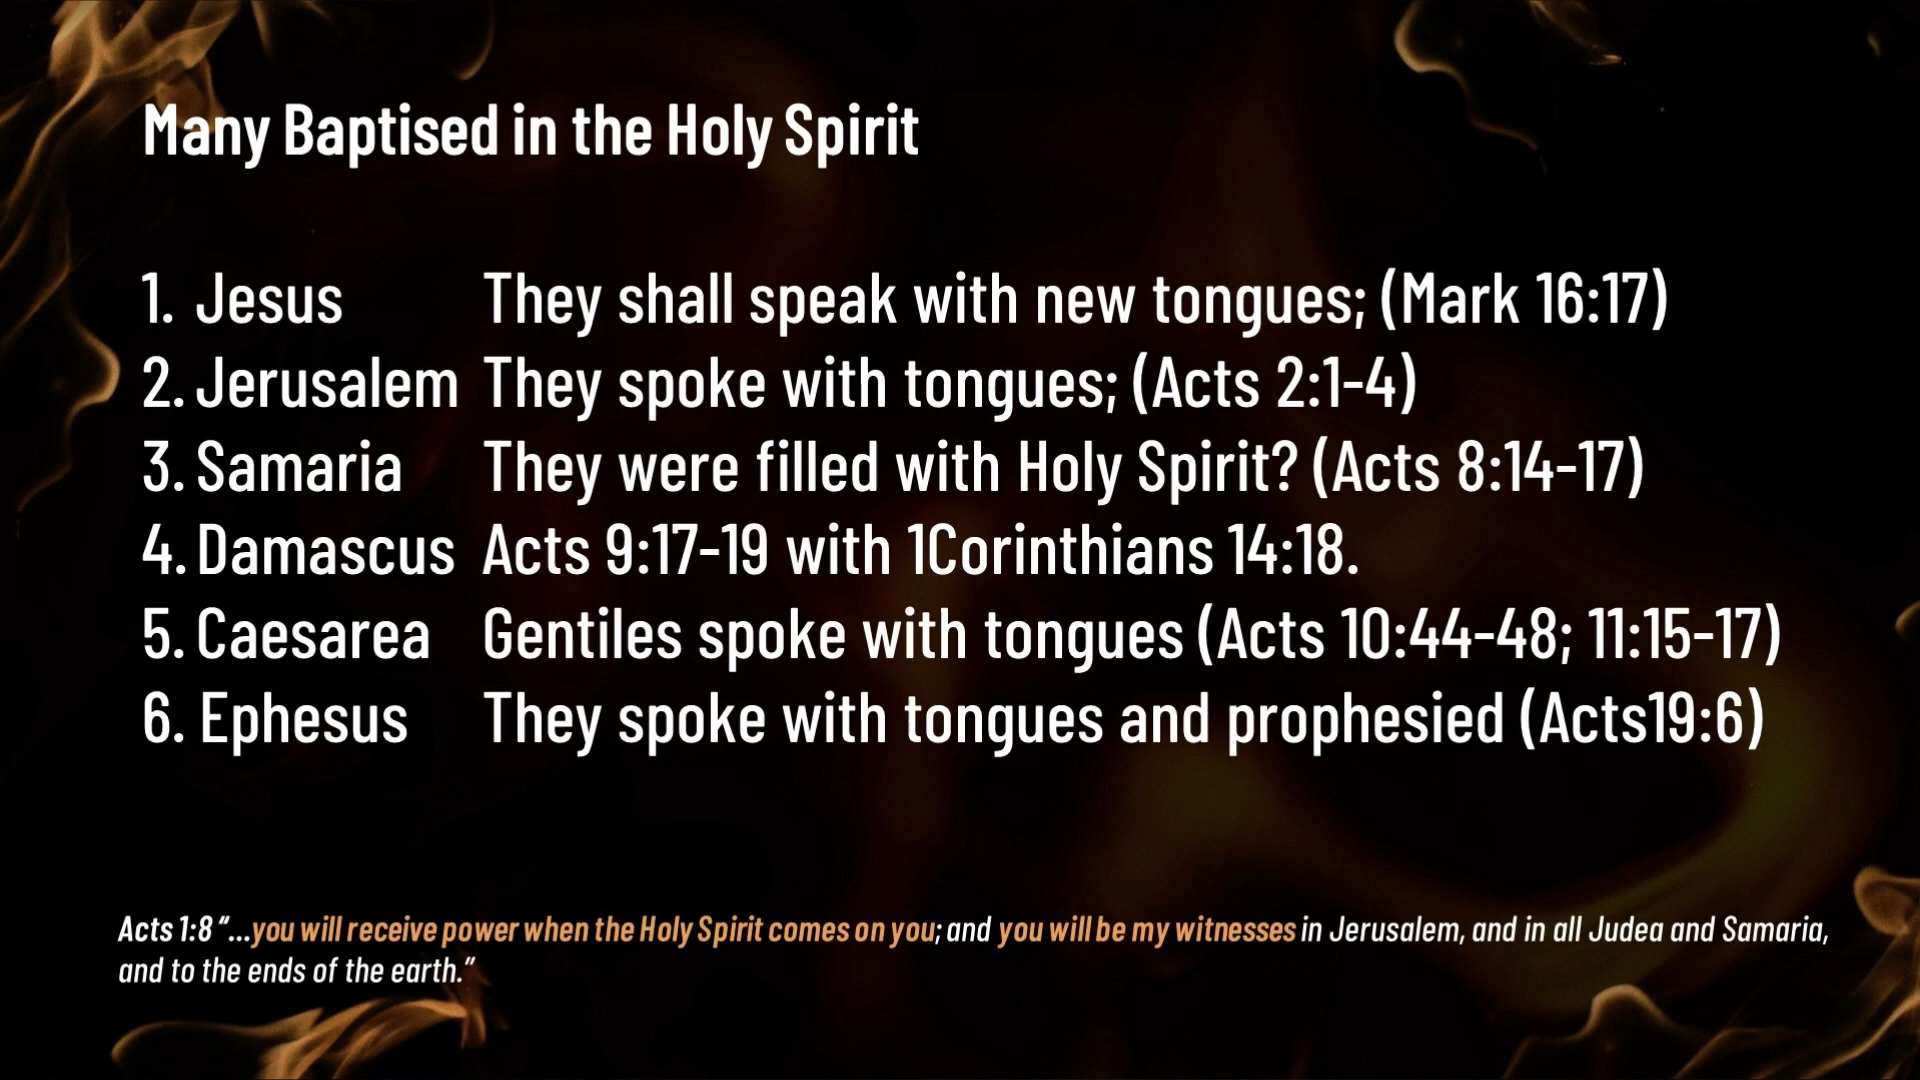 Many Baptised in the Holy Spirit
1. Jesus They shall speak with new tongues; (Mark 16:17)
2. Jerusalem They spoke with tongues; (Acts 2:1-4)
3. Samaria They were filled with Holy Spirit? (Acts 8:14-17)
4. Damascus Acts 9:17-19 with 1Corinthians 14:18.
5. Caesarea Gentiles spoke with tongues (Acts 10:44-48; 11:15-17)
6. Ephesus They spoke with tongues and prophesied (Acts19:6)
Acts 1:8 “...you will receive power when the Holy Spirit comes on you; and you will be my witnesses in Jerusalem, and in all Judea and Samaria,
and to the ends of the earth.”